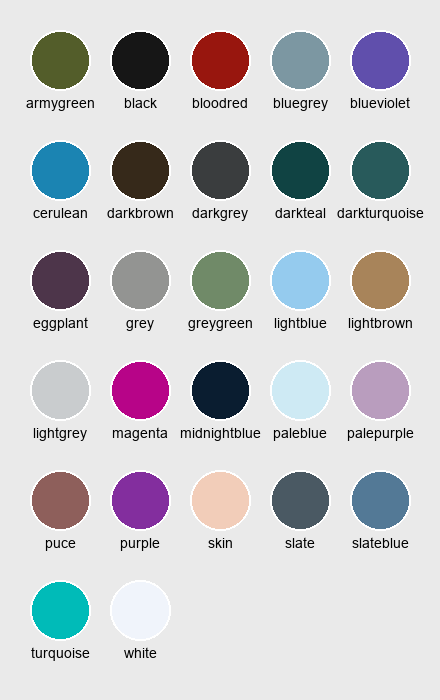 armygreen black bloodred bluegrey blueviolet
cerulean darkbrown darkgrey darkteal darkturquoise
eggplant grey greygreen lightblue lightbrown
lightgrey magenta midnightblue paleblue palepurple
puce purple skin slate slateblue
turquoise white